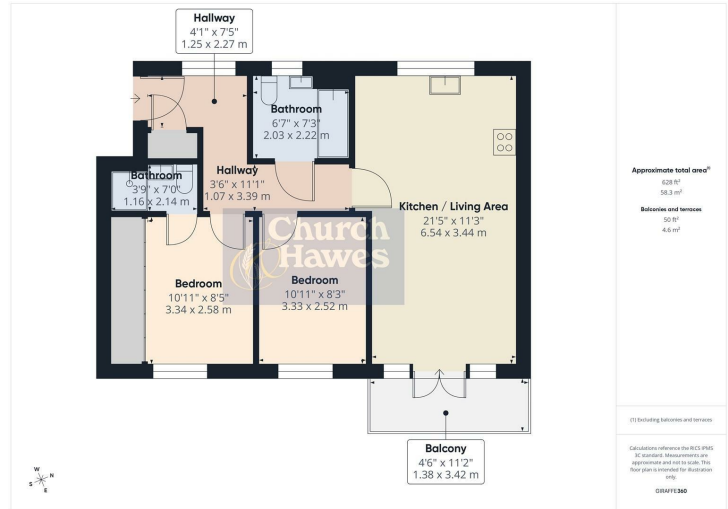 Hallway
4'1" x 7'5"
1.25 x 2.27 m
Bathroom
6'7" x 7'3"
2.03 x 2.22 m
Bathroom
3'9" x 7'0"
1.16 x 2.14 m
Hallway
3'6" x 11'1"
1.07 x 3.39 m
Kitchen / Living Area
21'5" x 11'3"
6.54 x 3.44 m
Church
& Hawes
Bedroom
10'11" x 8'5"
3.34 x 2.58 m
Bedroom
10'11" x 8'3"
3.33 x 2.52 m
Balcony
4'6" x 11'2"
1.38 x 3.42 m
W
N
S
E
Approximate total area(1)
628 ft²
58.3 m²
Balconies and terraces
50 ft²
4.6 m²
(1) Excluding balconies and terraces
Calculations reference the RICS IPMS
3C standard. Measurements are
approximate and not to scale. This
floor plan is intended for illustration
only.
GIRAFFE360